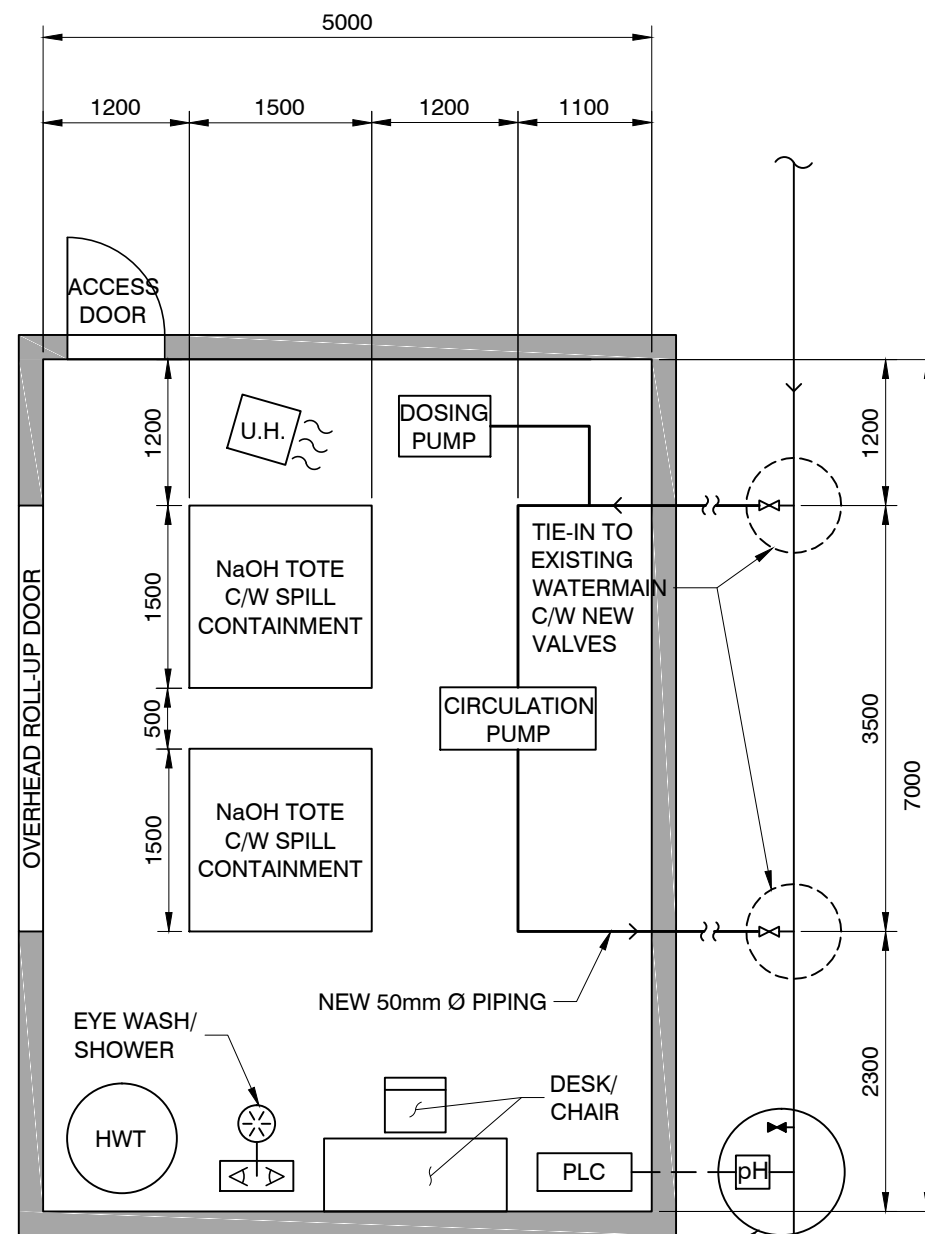 5000
1200
1500
1200
1100
ACCESS
DOOR
1200
U.H.
DOSING
PUMP
1200
OVERHEAD ROLL-UP DOOR
1500
NaOH TOTE
C/W SPILL
CONTAINMENT
TIE-IN TO
EXISTING
WATERMAIN
C/W NEW
VALVES
500
CIRCULATION
PUMP
3500
7000
1500
NaOH TOTE
C/W SPILL
CONTAINMENT
NEW 50mm Ø PIPING
EYE WASH/
SHOWER
2300
DESK/
CHAIR
HWT
PLC
pH